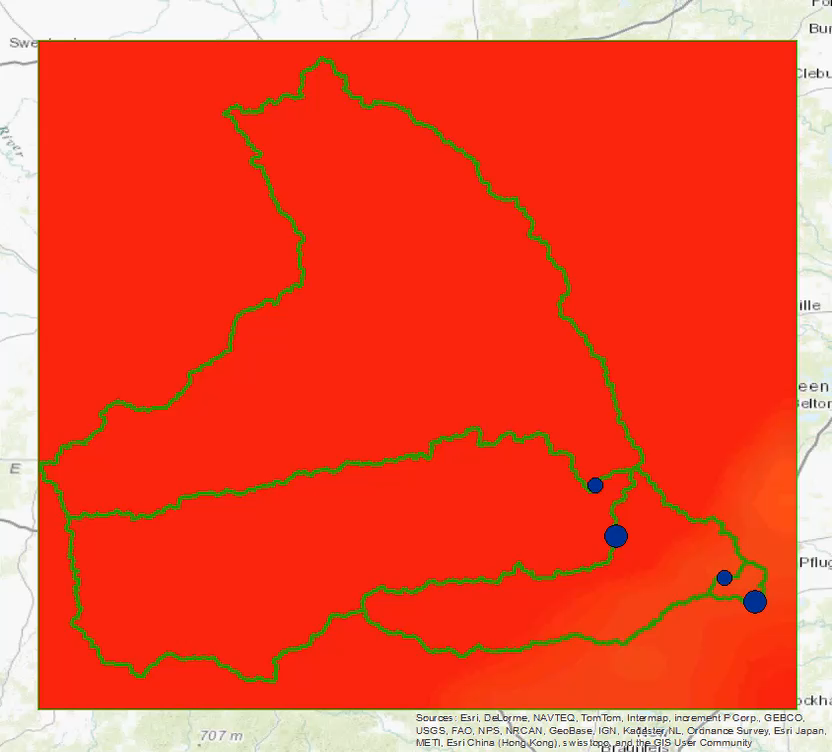 Bur
Clebu
River
ille
een
Belton
E
Pflug
ockha
707 m
Sources: Esri, DeLorme, NAVTEQ, TomTom, Intermap, increment P Corp., GEBCO,
USGS, FAO, NPS, NRCAN, GeoBase, IGN, Kadaster NL, Ordnance Survey, Esri Japan,
METI, Esri China (Hong Kong), swisstopo, and the GIS User Community